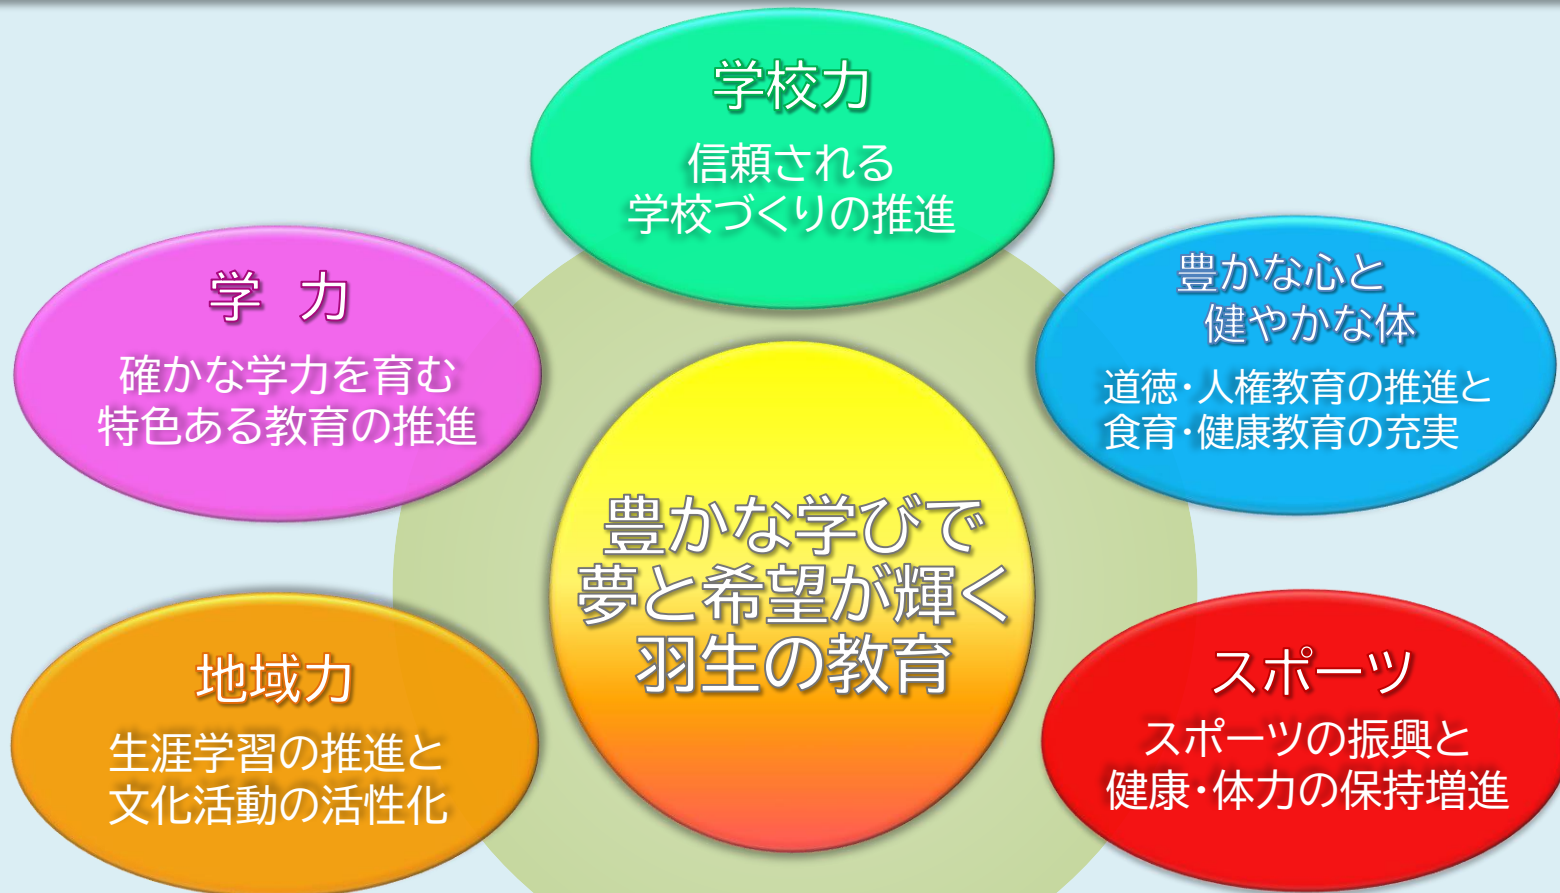 学校力
信頼される
学校づくりの推進
学 力
確かな学力を育む
特色ある教育の推進
豊かな心と
健やかな体
道徳・人権教育の推進と
食育・健康教育の充実
豊かな学びで
夢と希望が輝く
羽生の教育
地域力
生涯学習の推進と
文化活動の活性化
スポーツ
スポーツの振興と
健康・体力の保持増進